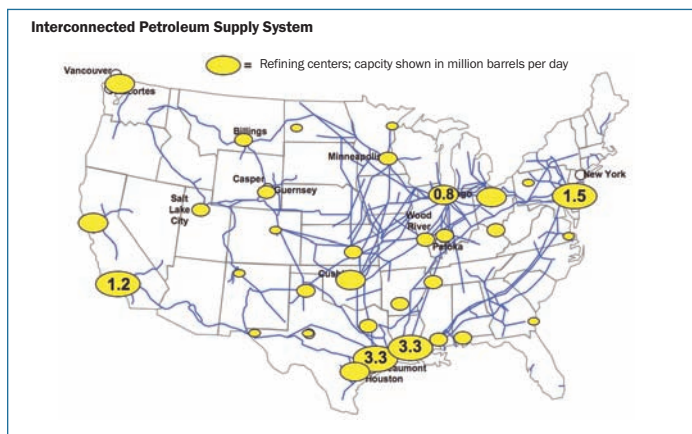 Interconnected Petroleum Supply System
= Refining centers; capcity shown in million barrels per day
Vancouver
Billings
Minneapolis
Casper
Guernsey
Salt
Lake
City
0.8
New York
1.5
Wood
River
Patoka
1.2
3.3
3.3
Houston